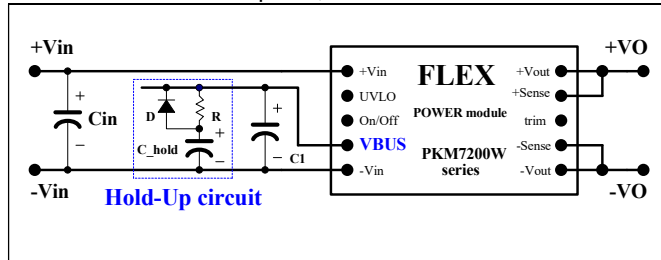 +Vin
+VO
+Vin
FLEX
+Vout
UVLO
+Sense
On/Off
POWER module
trim
VBUS
PKM7200W
-Sense
-Vin
series
-Vout
+
Cin
−
D
R
+
C_hold
−
+
−
C1
-Vin
-VO
Hold-Up circuit